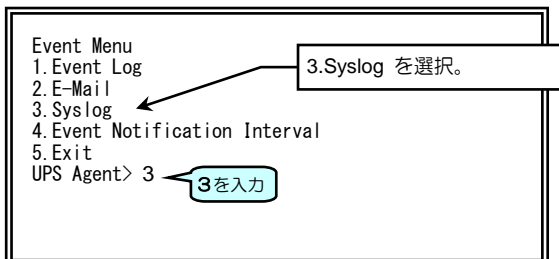 Event Menu
1.Event Log
2.E-Mail
3.Syslog
4.Event Notification Interval
5.Exit
UPS Agent> 3
3.Syslog を選択。
3を入力